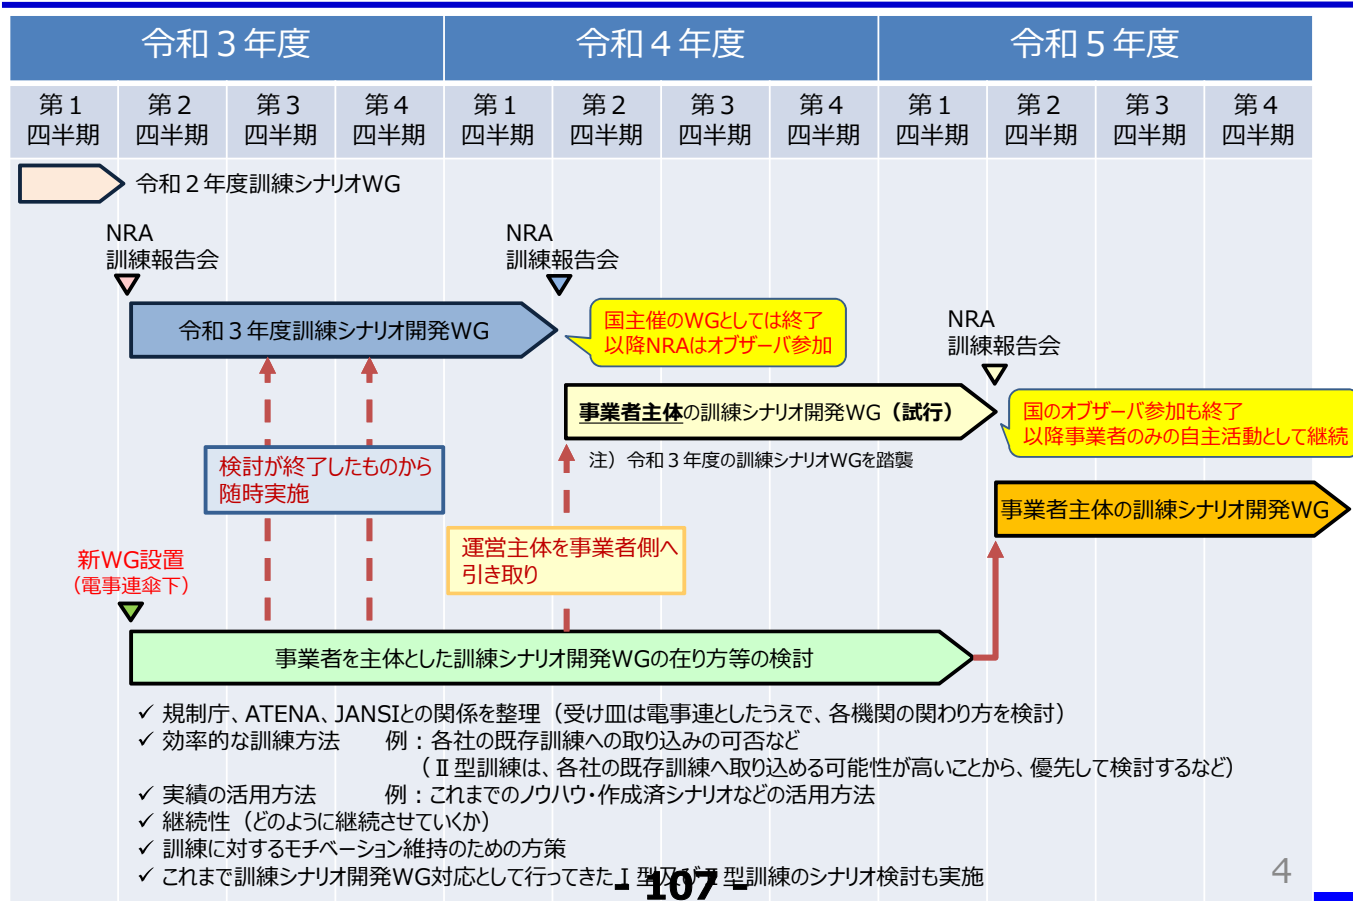 令和３年度
令和４年度
令和５年度
第１
四半期
第２
四半期
第３
四半期
第４
四半期
第１
四半期
第２
四半期
第３
四半期
第４
四半期
第１
四半期
第２
四半期
第３
四半期
第４
四半期
令和２年度訓練シナリオWG
NRA
訓練報告会
NRA
訓練報告会
令和３年度訓練シナリオ開発WG
国主催のWGとしては終了
以降NRAはオブザーバ参加
NRA
訓練報告会
事業者主体の訓練シナリオ開発WG（試行）
国のオブザーバ参加も終了
以降事業者のみの自主活動として継続
注）令和３年度の訓練シナリオWGを踏襲
検討が終了したものから
随時実施
事業者主体の訓練シナリオ開発WG
運営主体を事業者側へ
引き取り
新WG設置
（電事連傘下）
事業者を主体とした訓練シナリオ開発WGの在り方等の検討
✓ 規制庁、ATENA、JANSIとの関係を整理（受け皿は電事連としたうえで、各機関の関わり方を検討）
✓ 効率的な訓練方法　例：各社の既存訓練への取り込みの可否など
（Ⅱ型訓練は、各社の既存訓練へ取り込める可能性が高いことから、優先して検討するなど）
✓ 実績の活用方法　例：これまでのノウハウ・作成済シナリオなどの活用方法
✓ 継続性（どのように継続させていくか）
✓ 訓練に対するモチベーション維持のための方策
✓ これまで訓練シナリオ開発WG対応として行ってきたⅠ型及びⅡ型訓練のシナリオ検討も実施
4
- 107 -